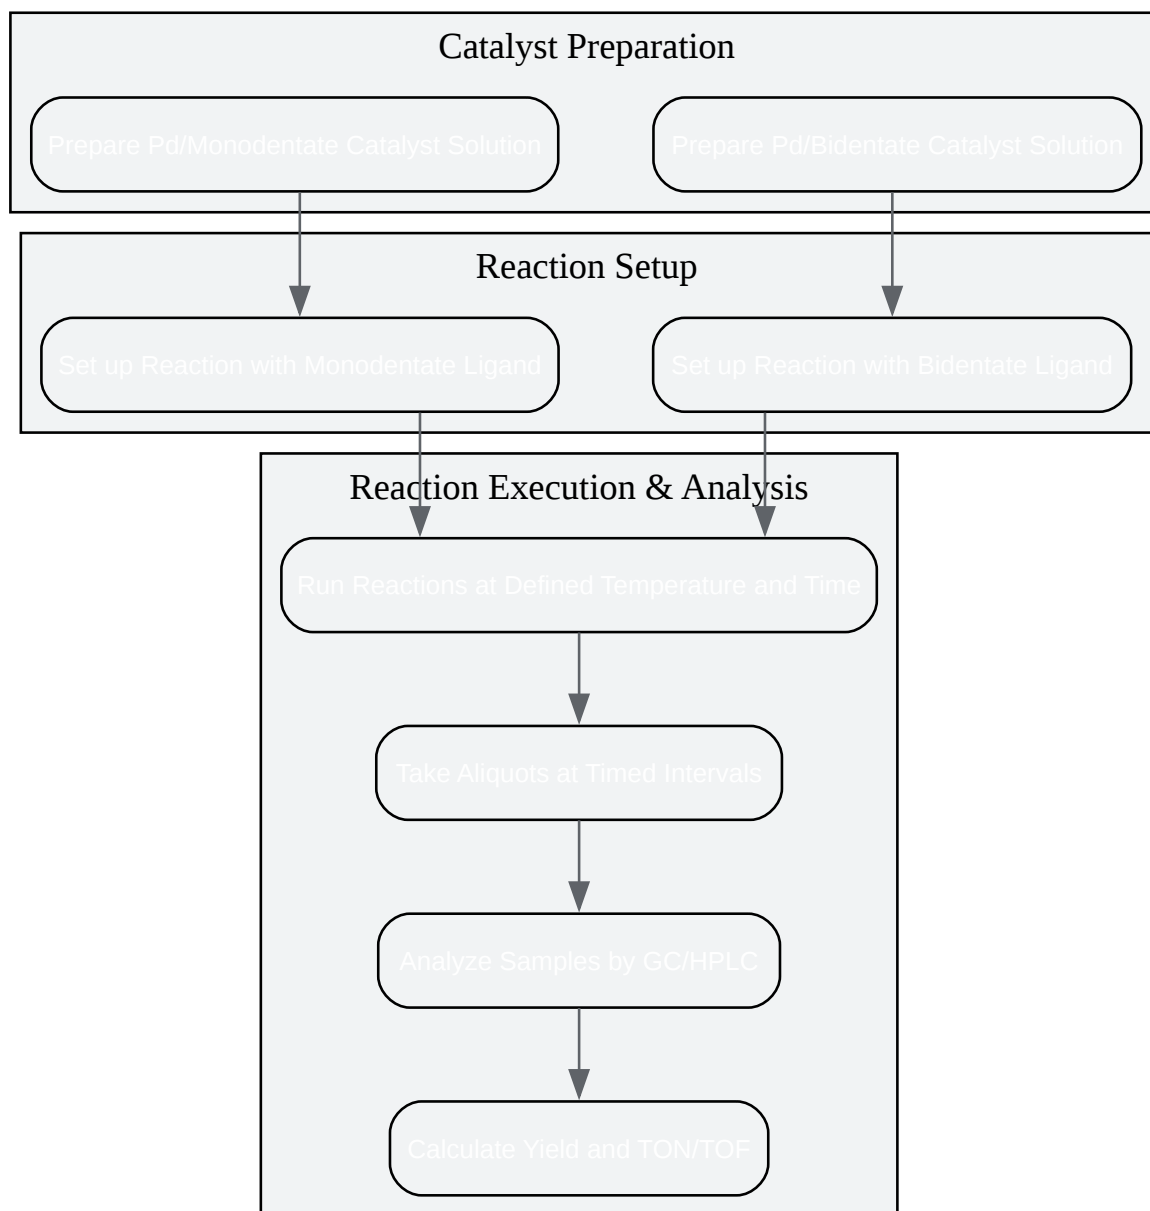 Catalyst Preparation
Prepare Pd/Monodentate Catalyst Solution
Prepare Pd/Bidentate Catalyst Solution
Reaction Setup
Set up Reaction with Monodentate Ligand
Set up Reaction with Bidentate Ligand
Reaction Execution & Analysis
Run Reactions at Defined Temperature and Time
Take Aliquots at Timed Intervals
Analyze Samples by GC/HPLC
Calculate Yield and TON/TOF